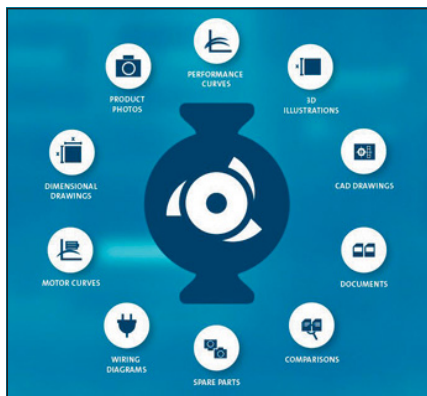 PERFORMANCE
CURVES
3D
ILLUSTRATIONS
CAD DRAWINGS
DOCUMENTS
COMPARISONS
SPARE PARTS
WIRING
DIAGRAMS
MOTOR CURVES
DIMENSIONAL
DRAWINGS
PRODUCT
PHOTOS